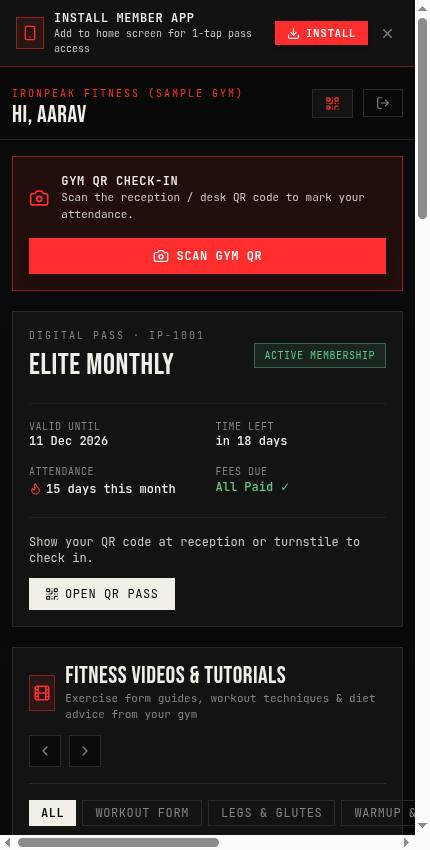 INSTALL MEMBER APP
Add to home screen for 1-tap pass
access
INSTALL
IRONPEAK FITNESS (SAMPLE GYM)
HI, AARAV
GYM QR CHECK-IN
Scan the reception / desk QR code to mark your
attendance.
SCAN GYM QR
DIGITAL PASS · IP-1001
ELITE MONTHLY
ACTIVE MEMBERSHIP
VALID UNTIL
11 Dec 2026
TIME LEFT
in 18 days
ATTENDANCE
15 days this month
FEES DUE
All Paid ✓
Show your QR code at reception or turnstile to
check in.
OPEN QR PASS
FITNESS VIDEOS & TUTORIALS
Exercise form guides, workout techniques & diet
advice from your gym
ALL
WORKOUT FORM
LEGS & GLUTES
WARMUP &